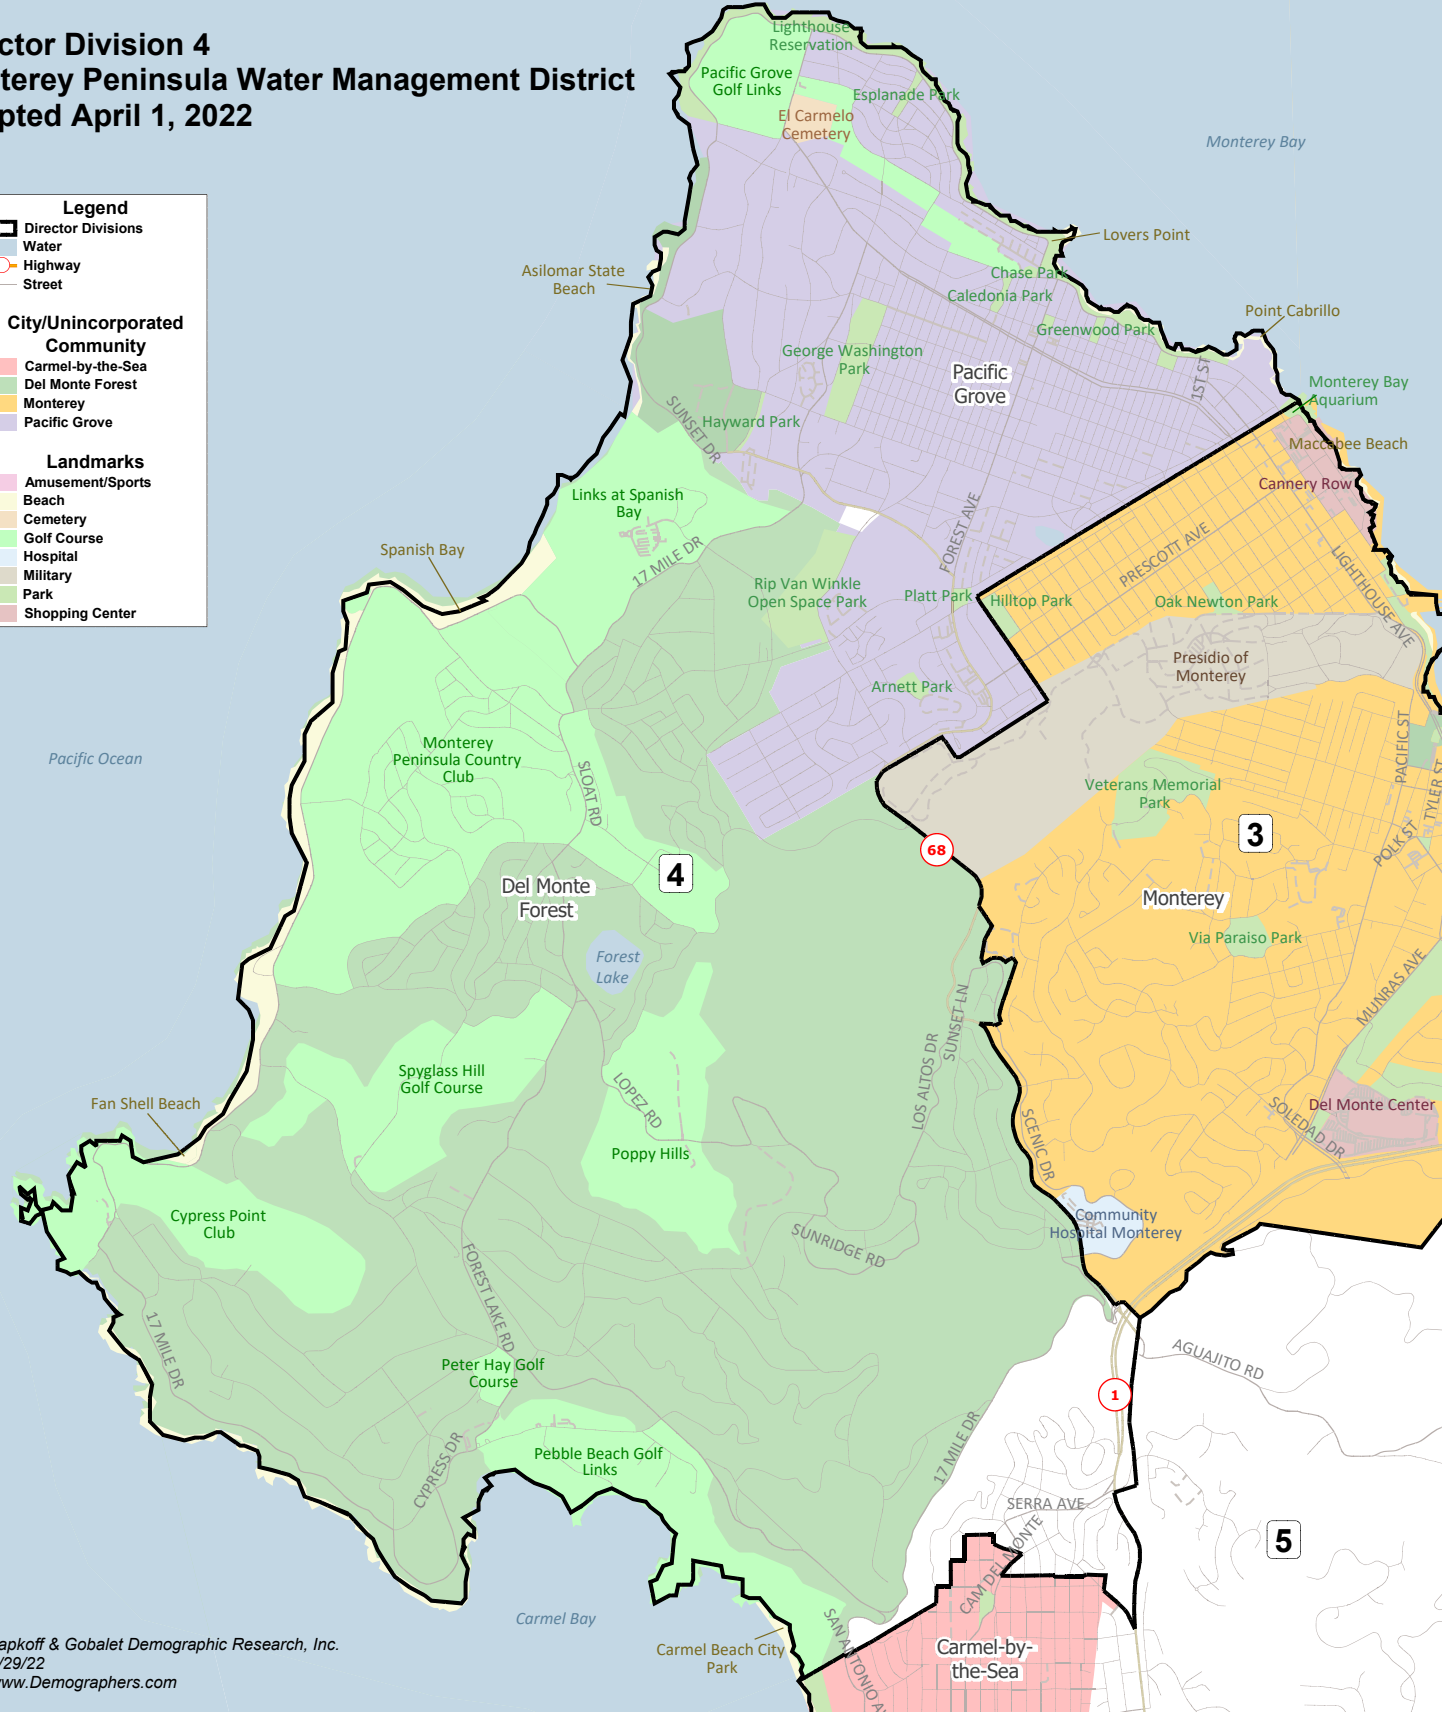 ctor Division 4
terey Peninsula Water Management District
pted April 1, 2022
Legend
Director Divisions
Water
Highway
Street
City/Unincorporated
Community
Carmel-by-the-Sea
Del Monte Forest
Monterey
Pacific Grove
Landmarks
Amusement/Sports
Beach
Cemetery
Golf Course
Hospital
Military
Park
Shopping Center
Lighthouse
Reservation
Pacific Grove
Golf Links
Esplanade Park
El Carmelo
Cemetery
Monterey Bay
Lovers Point
Asilomar State
Beach
Chase Park
Caledonia Park
Point Cabrillo
Greenwood Park
George Washington
Park
Pacific
Grove
1ST ST
Monterey Bay
Aquarium
SUNSET DR
Hayward Park
Maccabee Beach
Cannery Row
Links at Spanish
Bay
FOREST AVE
PRESCOTT AVE
Spanish Bay
17 MILE DR
LIGHTHOUSE AVE
Rip Van Winkle
Open Space Park
Platt Park
Hilltop Park
Oak Newton Park
Presidio of
Monterey
Arnett Park
Pacific Ocean
Monterey
Peninsula Country
Club
SLOAT RD
PACIFIC ST
TYLER ST
Veterans Memorial
Park
POLK ST
3
68
4
Del Monte
Forest
Monterey
Via Paraiso Park
Forest
Lake
MUNRAS AVE
SUNSET LN
LOS ALTOS DR
Spyglass Hill
Golf Course
LOPEZ RD
Fan Shell Beach
SCENIC DR
SOLEDAD DR
Del Monte Center
Poppy Hills
Cypress Point
Club
Community
Hospital Monterey
SUNRIDGE RD
FOREST LAKE RD
17 MILE DR
AGUAJITO RD
Peter Hay Golf
Course
1
17 MILE DR
Pebble Beach Golf
Links
CYPRESS DR
SERRA AVE
CAM DEL MONTE
5
Carmel Bay
SAN ANTONIO AV
Carmel Beach City
Park
Carmel-by-
the-Sea
apkoff & Gobalet Demographic Research, Inc.
/29/22
ww.Demographers.com